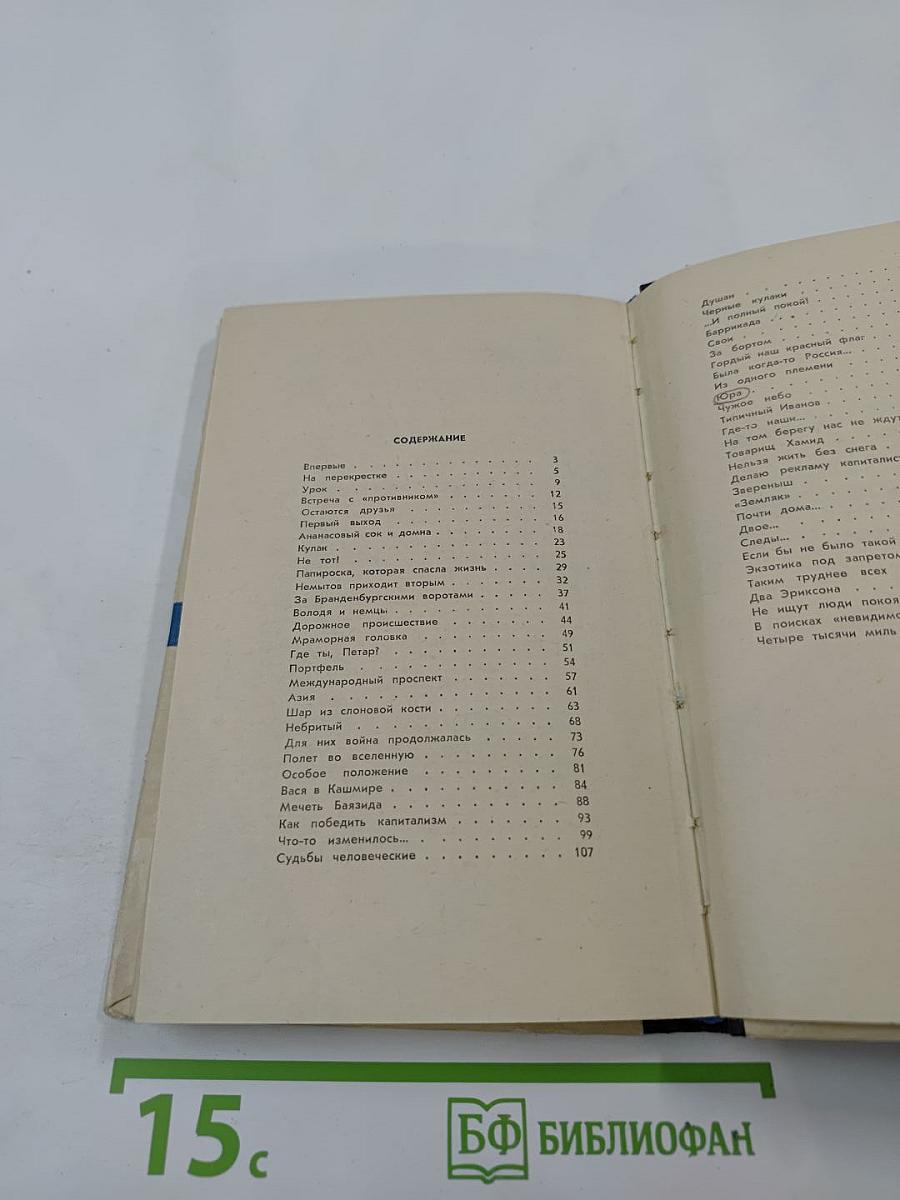 СОДЕРЖАНИЕ
Впервые . . . . . . . . . . . . . . 3
На перекрестке . . . . . . . . . . . 5
Урок . . . . . . . . . . . . . . 9
Встреча с «противником» . . . . . . . . 12
Остаются друзья . . . . . . . . . . . 15
Первый выход . . . . . . . . . . . 16
Ананасовый сок и домна . . . . . . . . 18
Кулак . . . . . . . . . . . . . . 23
Не тот! . . . . . . . . . . . . . 25
Папироска, которая спасла жизнь . . . . . 29
Немытов приходит вторым . . . . . . . 32
За Бранденбургскими воротами . . . . . 37
Володя и немцы . . . . . . . . . . 41
Дорожное происшествие . . . . . . . 44
Мраморная головка . . . . . . . . 49
Где ты, Петар? . . . . . . . . . . 51
Портфель . . . . . . . . . . . . 54
Международный проспект . . . . . . . 57
Азия . . . . . . . . . . . . . 61
Шар из слоновой кости . . . . . . . . 63
Небритый . . . . . . . . . . . . 68
Для них война продолжалась . . . . . 73
Полет во вселенную . . . . . . . . . 76
Особое положение . . . . . . . . . 81
Вася в Кашмире . . . . . . . . . . 84
Мечеть Баязида . . . . . . . . . . 88
Как победить капитализм . . . . . . . 93
Что-то изменилось... . . . . . . . . . 99
Судьбы человеческие . . . . . . . . . 107
Душан . . . . . . . . .
Черные кулаки . . . . . . .
...И полный покой! . . . . . .
Баррикада . . . . . . . .
Свои . . . . . . . . .
За бортом . . . . . . . .
Гордый наш красный флаг . .
Была когда-то Россия... . . .
Из одного племени . . . .
Юра . . . . . . . . .
Чужое небо . . . . . .
Типичный Иванов . . . . .
Где-то наши... . . . . . .
На том берегу нас не ждут
Товарищ Хамид . . . . .
Нельзя жить без снега . . .
Делаю рекламу капиталист
Звереныш . . . . . . .
«Земляк» . . . . . . .
Почти дома... . . . . . .
Двое... . . . . . . .
Следы... . . . . . . .
Если бы не было такой
Экзотика под запретом
Таким труднее всех
Два Эриксона . . . .
Не ищут люди покоя
В поисках «невидимо
Четыре тысячи миль
15 с
БФ БИБЛИОФАН